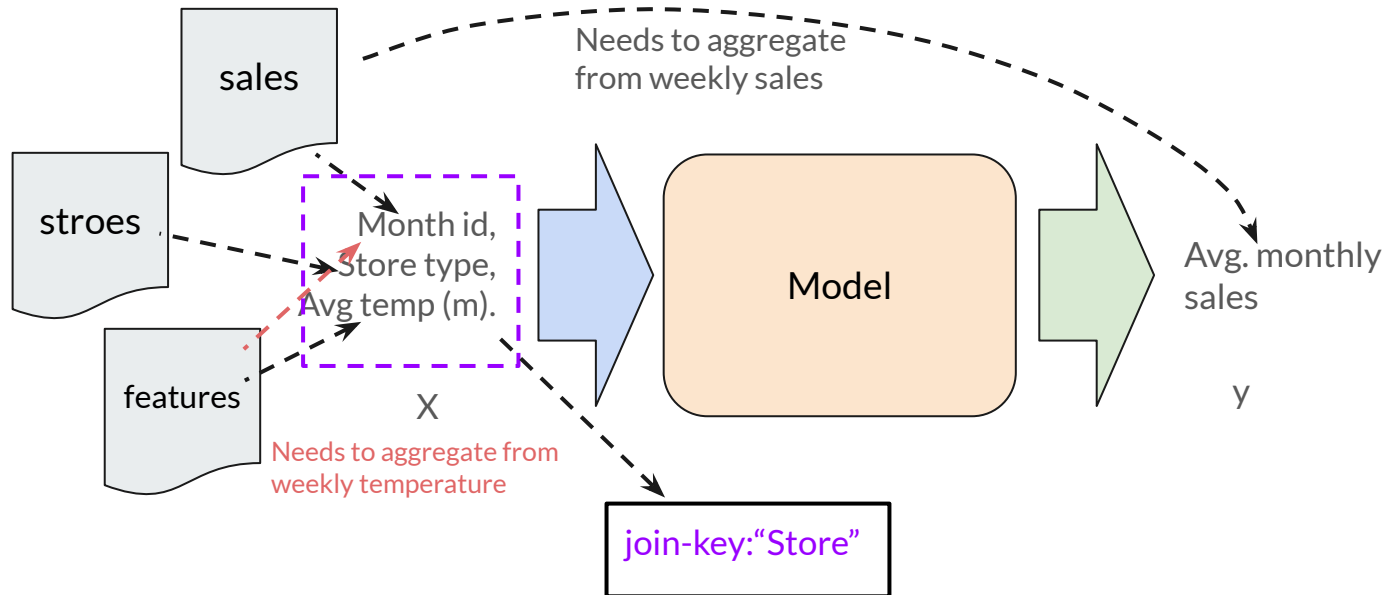 sales
Needs to aggregate
from weekly sales
stroes
Month id,
Store type,
Avg temp (m).
Model
Avg. monthly
sales
features
X
y
Needs to aggregate from
weekly temperature
join-key:“Store”